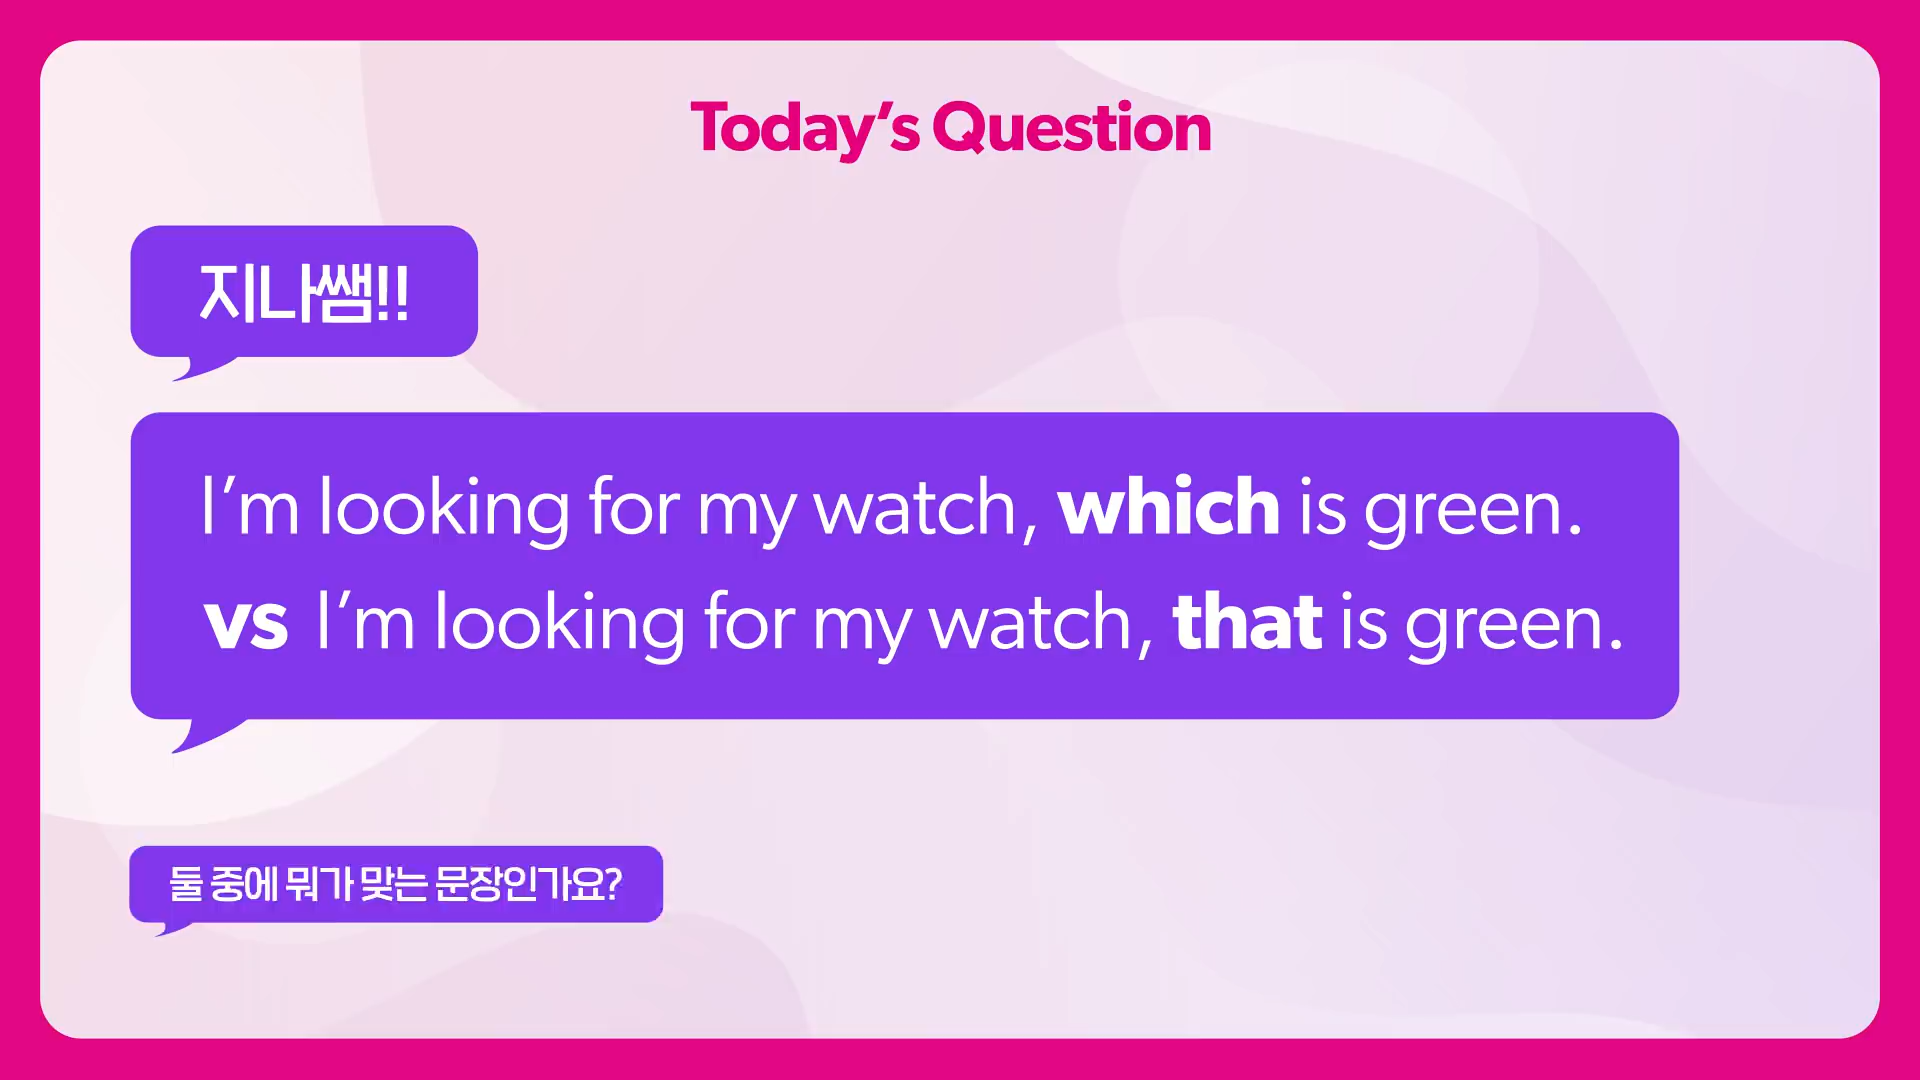 Today’s Question
지나쌤!!
I’m looking for my watch, which is green.
vs I’m looking for my watch, that is green.
둘 중에 뭐가 맞는 문장인가요?